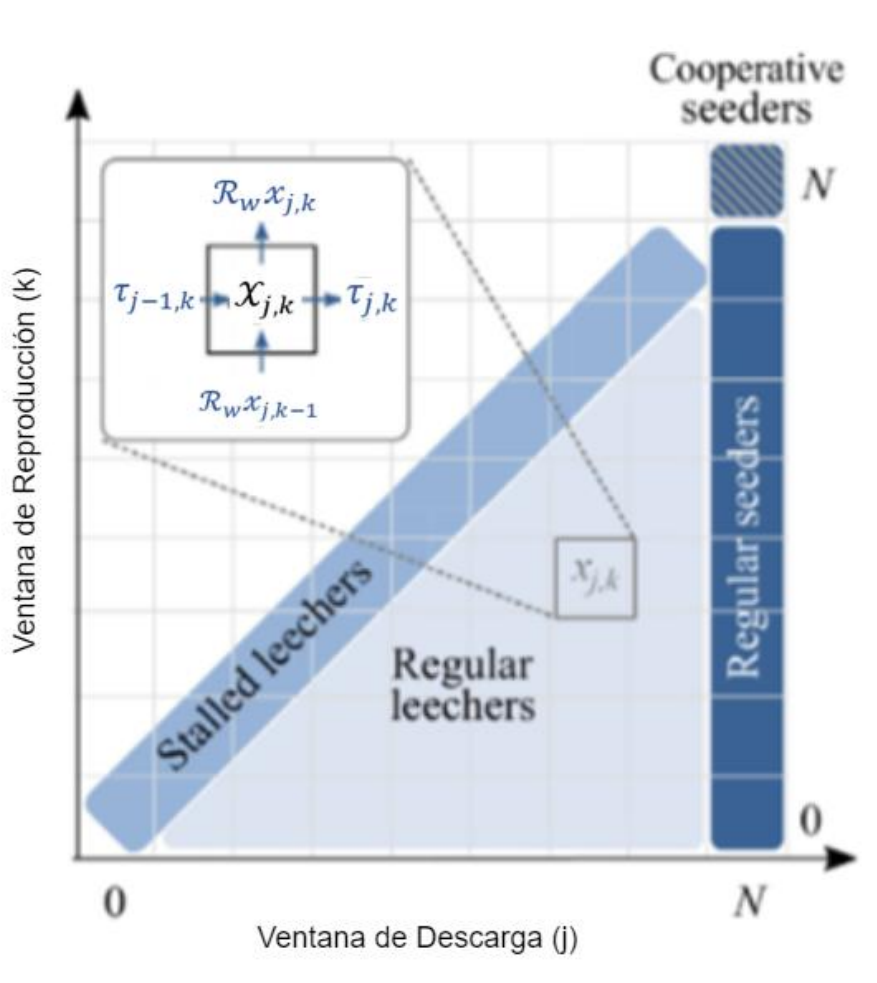 Cooperative
seeders
N
ℛ_w x_{j,k}
τ_{j−1,k} x_{j,k} τ_{j,k}
ℛ_w x_{j,k−1}
Ventana de Reproducción (k)
Regular seeders
x_{j,k}
Stalled leechers
Regular
leechers
0
0 N
Ventana de Descarga (j)